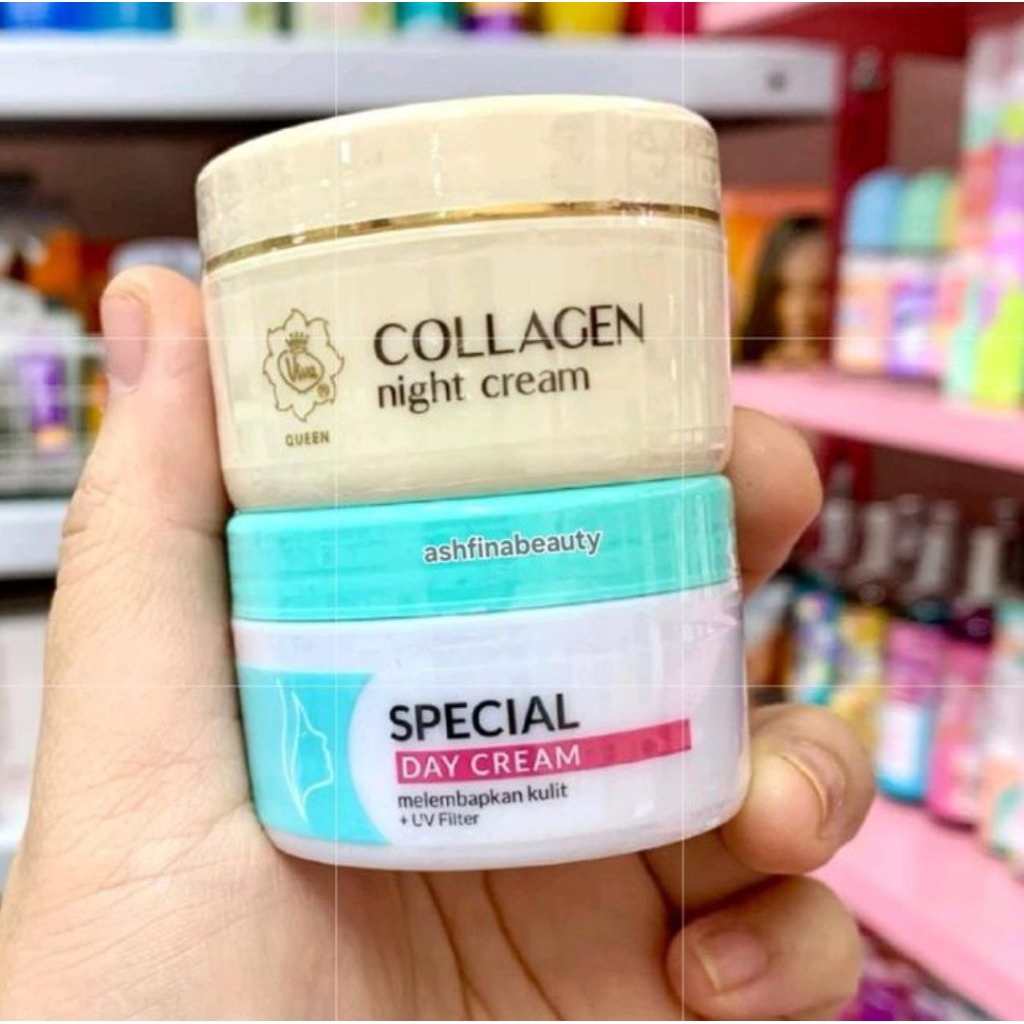 COLLAGEN
night cream
Viva
®
QUEEN
ashfinabeauty
SPECIAL
DAY CREAM
melembapkan kulit
+ UV Filter